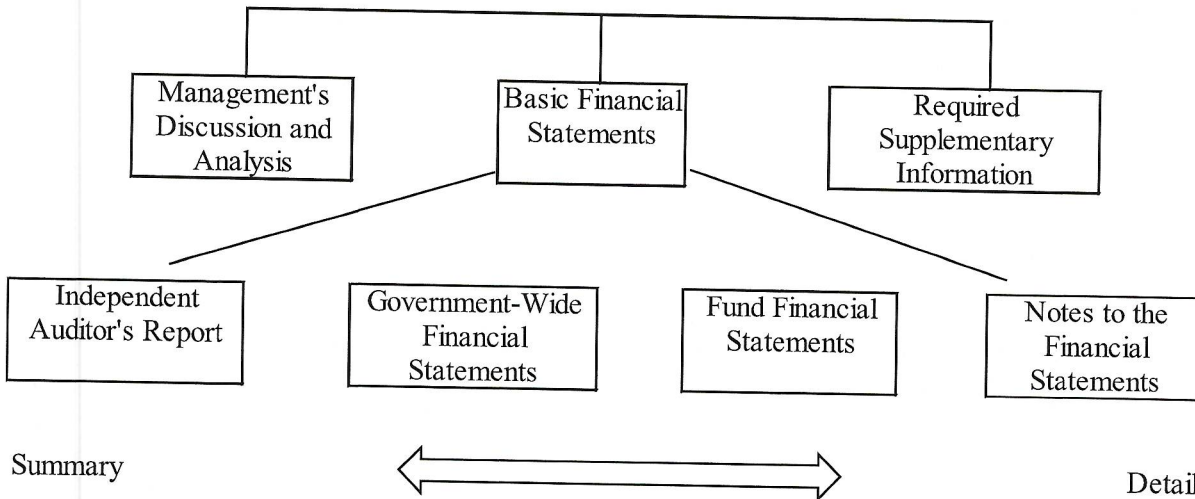 Management's
Discussion and
Analysis
Basic Financial
Statements
Required
Supplementary
Information
Independent
Auditor's Report
Government-Wide
Financial
Statements
Fund Financial
Statements
Notes to the
Financial
Statements
Summary
Detail